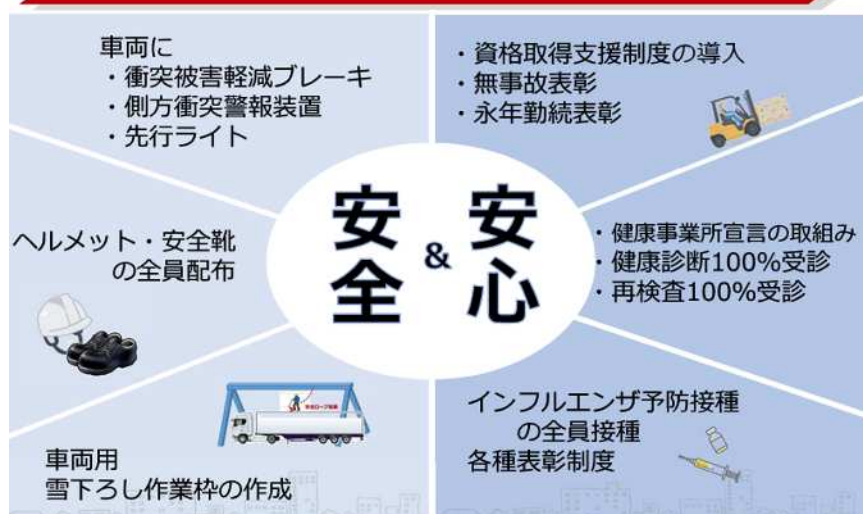 車両に
・衝突被害軽減ブレーキ
・側方衝突警報装置
・先行ライト
・資格取得支援制度の導入
・無事故表彰
・永年勤続表彰
ヘルメット・安全靴
の全員配布
安全 & 安心
・健康事業所宣言の取組み
・健康診断100%受診
・再検査100%受診
車両用
雪下ろし作業枠の作成
インフルエンザ予防接種
の全員接種
各種表彰制度